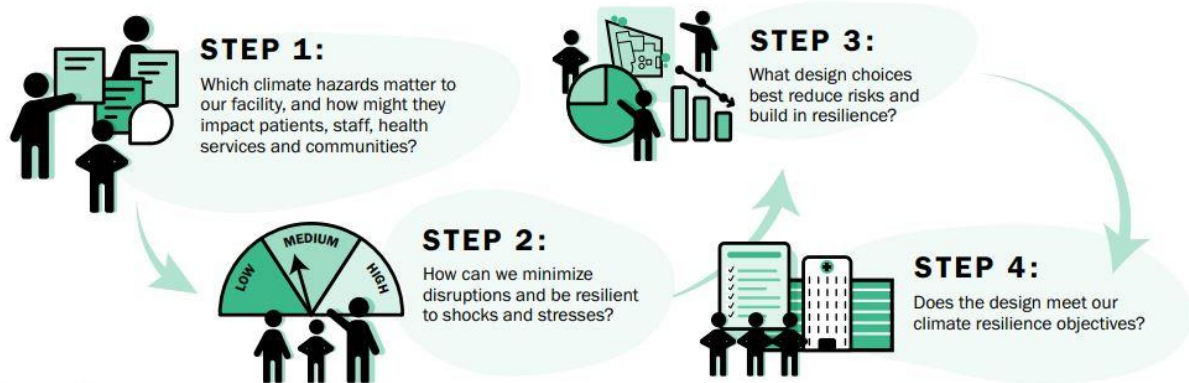 STEP 1:
Which climate hazards matter to
our facility, and how might they
impact patients, staff, health
services and communities?
LOW
MEDIUM
HIGH
STEP 2:
How can we minimize
disruptions and be resilient
to shocks and stresses?
STEP 3:
What design choices
best reduce risks and
build in resilience?
STEP 4:
Does the design meet our
climate resilience objectives?